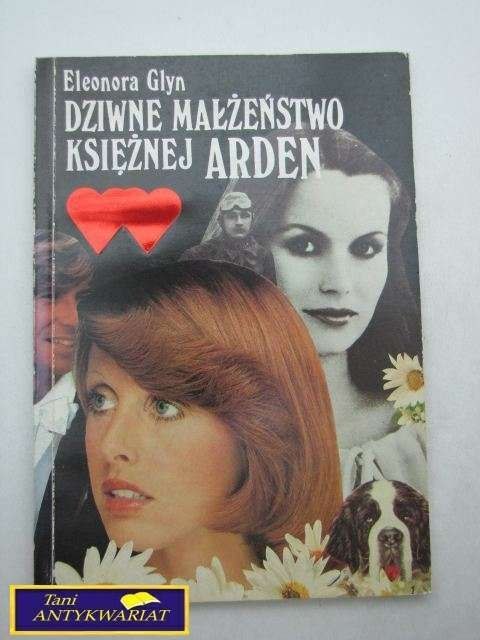 Eleonora Glyn
DZIWNE MAŁŻEŃSTWO
KSIĘŻNEJ ARDEN
Tani
ANTYKWARIAT